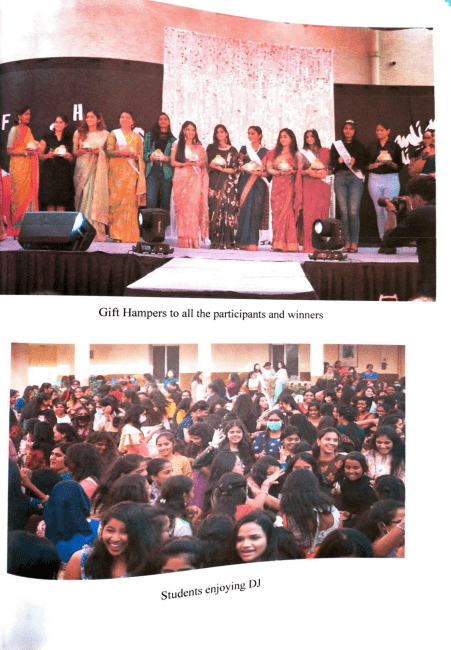 F H
Gift Hampers to all the participants and winners
Students enjoying DJ